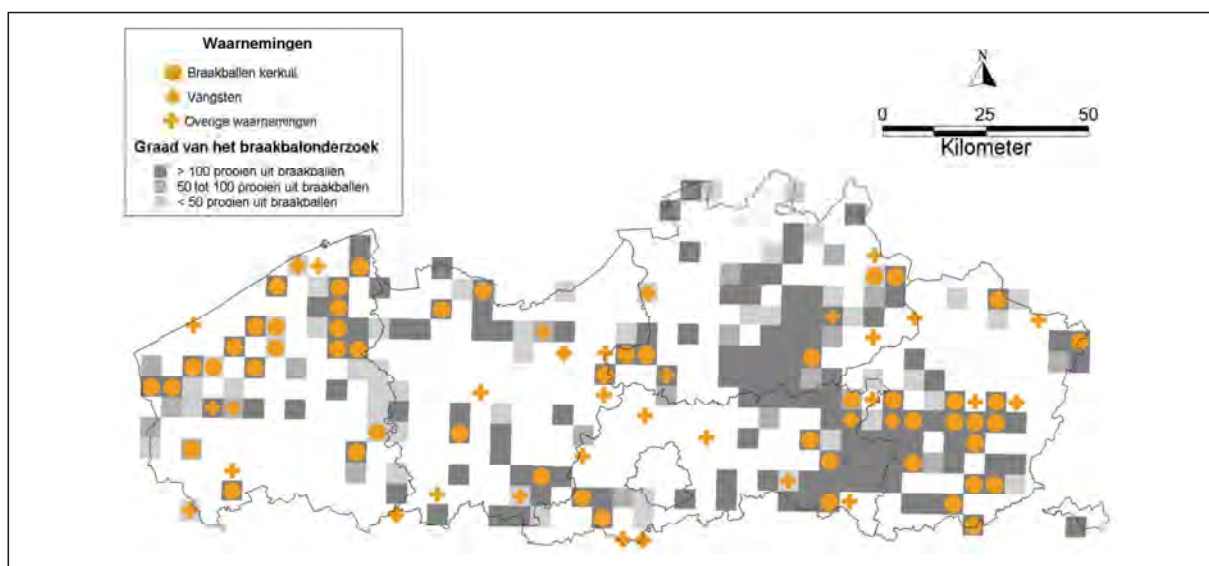 Waarnemingen
Braakballen kerkuil
Vangsten
Overige waarnemingen
Graad van het braakbalonderzoek
> 100 prooien uit braakballen
50 tot 100 prooien uit braakballen
< 50 prooien uit braakballen
N
0 25 50
Kilometer